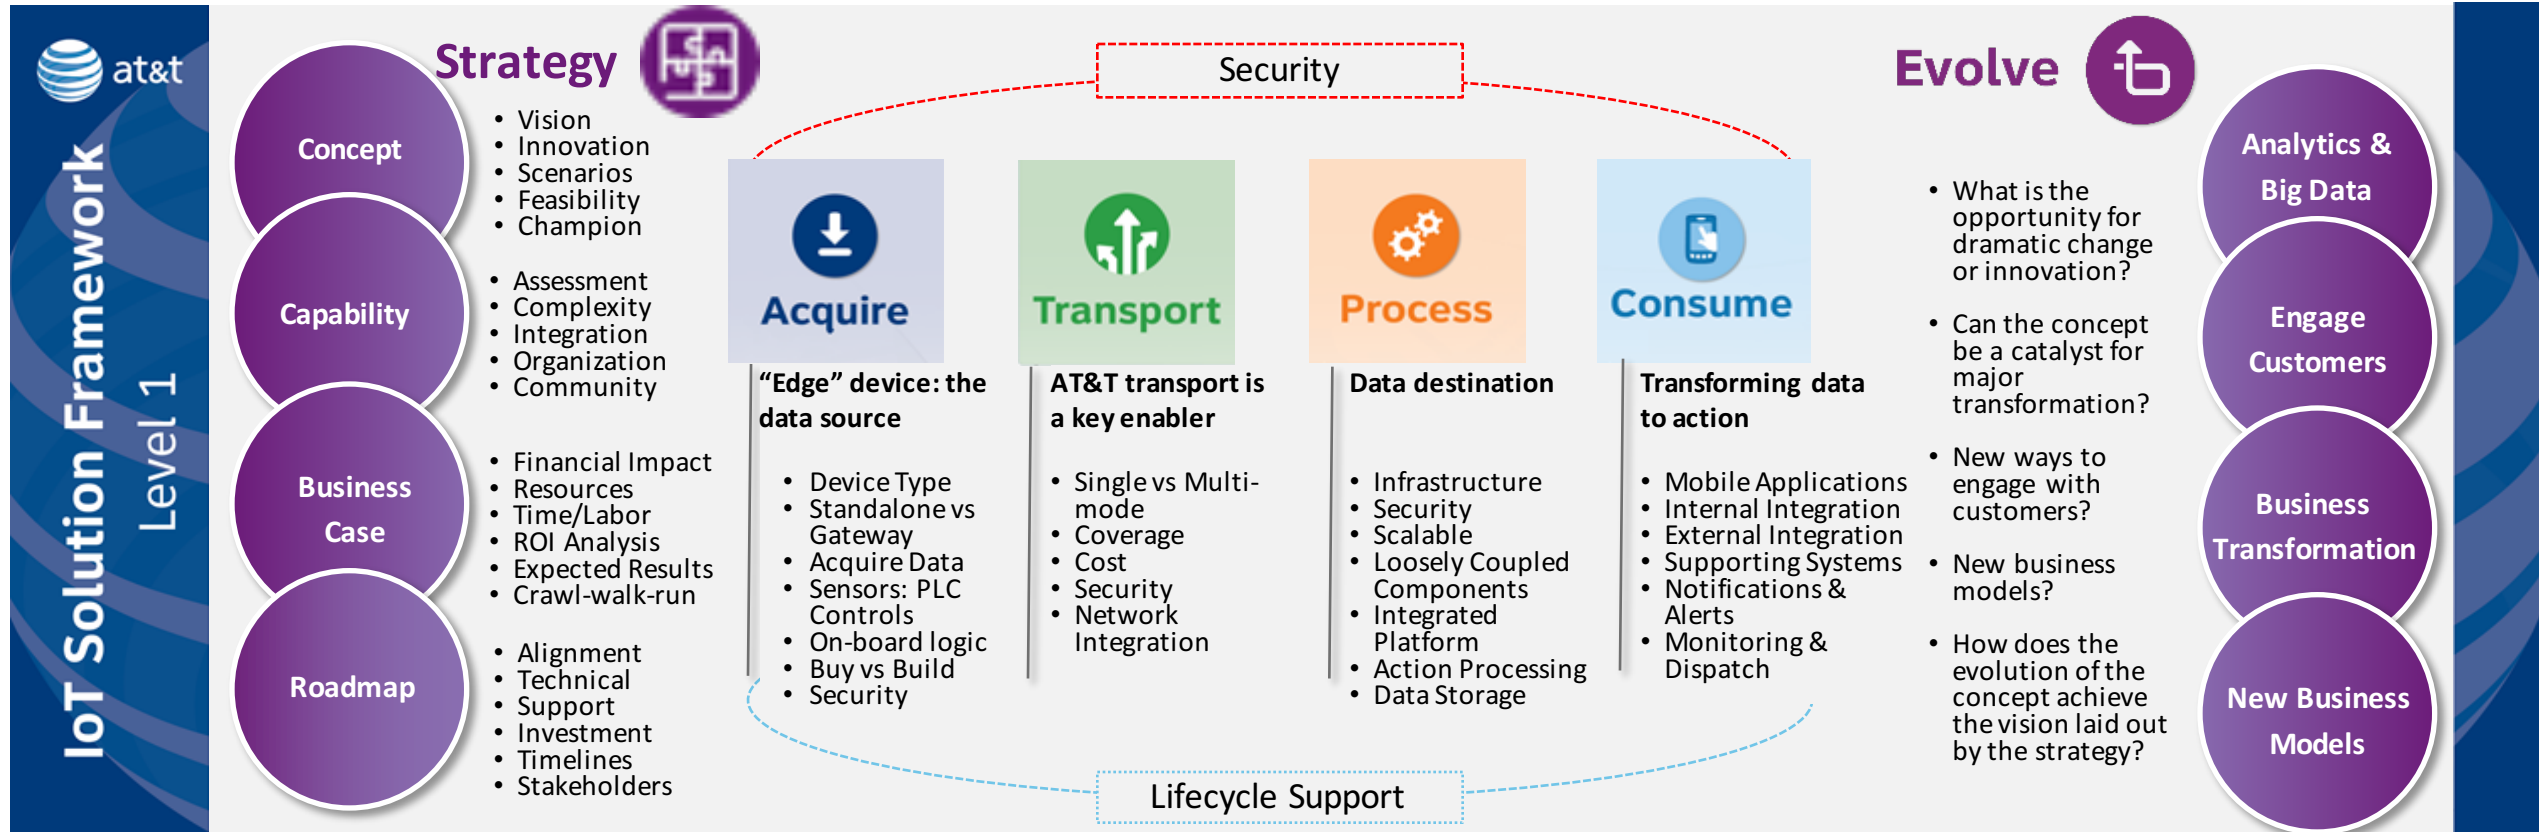 at&t
IoT Solution Framework
Level 1
Strategy
Concept
• Vision
• Innovation
• Scenarios
• Feasibility
• Champion
Capability
• Assessment
• Complexity
• Integration
• Organization
• Community
Business
Case
• Financial Impact
• Resources
• Time/Labor
• ROI Analysis
• Expected Results
• Crawl-walk-run
Roadmap
• Alignment
• Technical
• Support
• Investment
• Timelines
• Stakeholders
Security
Acquire
“Edge” device: the
data source
• Device Type
• Standalone vs
Gateway
• Acquire Data
• Sensors: PLC
Controls
• On-board logic
• Buy vs Build
• Security
Transport
AT&T transport is
a key enabler
• Single vs Multi-
mode
• Coverage
• Cost
• Security
• Network
Integration
Process
Data destination
• Infrastructure
• Security
• Scalable
• Loosely Coupled
Components
• Integrated
Platform
• Action Processing
• Data Storage
Consume
Transforming data
to action
• Mobile Applications
• Internal Integration
• External Integration
• Supporting Systems
• Notifications &
Alerts
• Monitoring &
Dispatch
Lifecycle Support
Evolve
• What is the
opportunity for
dramatic change
or innovation?
• Can the concept
be a catalyst for
major
transformation?
• New ways to
engage with
customers?
• New business
models?
• How does the
evolution of the
concept achieve
the vision laid out
by the strategy?
Analytics &
Big Data
Engage
Customers
Business
Transformation
New Business
Models